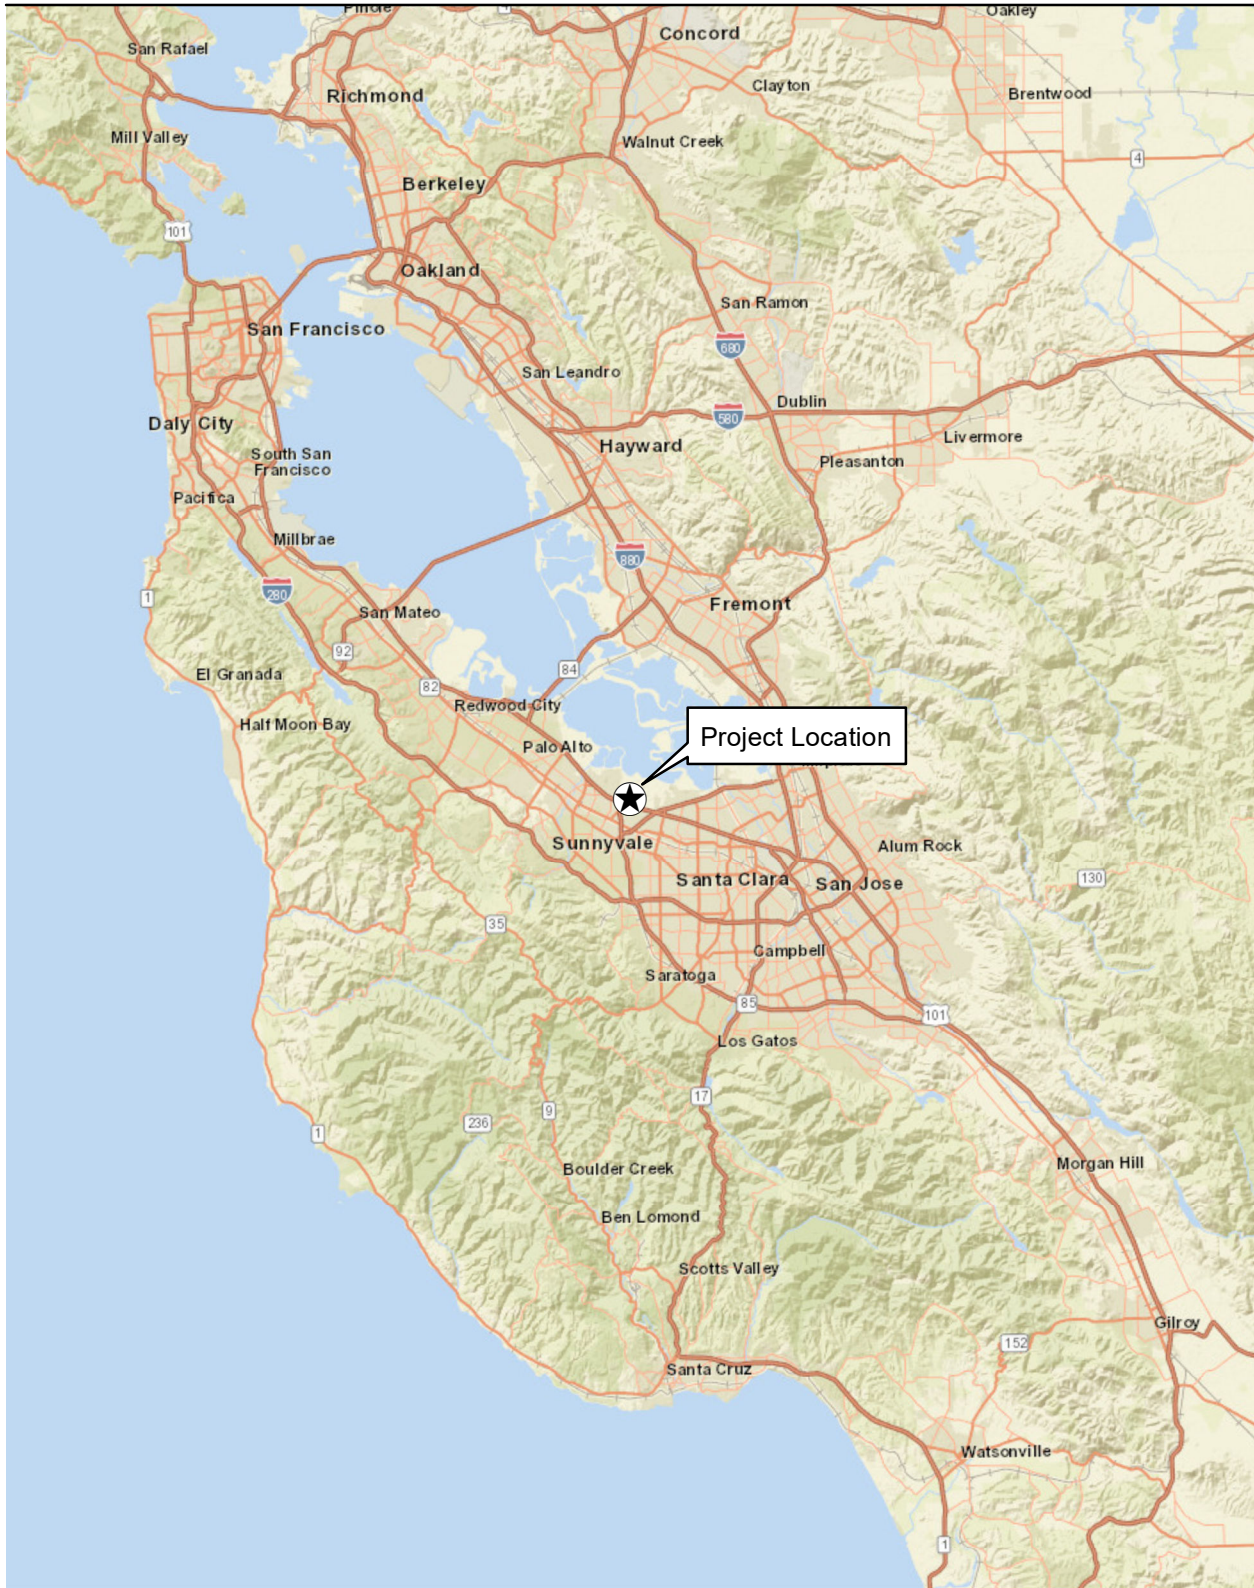 Pinole
Oakley
Concord
San Rafael
Clayton
Brentwood
Richmond
Mill Valley
Walnut Creek
4
Berkeley
101
Oakland
San Ramon
San Francisco
680
San Leandro
Dublin
580
Daly City
Livermore
Hayward
South San
Francisco
Pleasanton
Pacifica
Millbrae
880
280
1
Fremont
San Mateo
92
84
El Granada
82
Redwood City
Half Moon Bay
Project Location
Palo Alto
Sunnyvale
Alum Rock
Santa Clara
San Jose
130
35
Campbell
Saratoga
85
101
Los Gatos
17
9
236
1
Morgan Hill
Boulder Creek
Ben Lomond
Scotts Valley
Gilroy
152
Santa Cruz
Watsonville
1